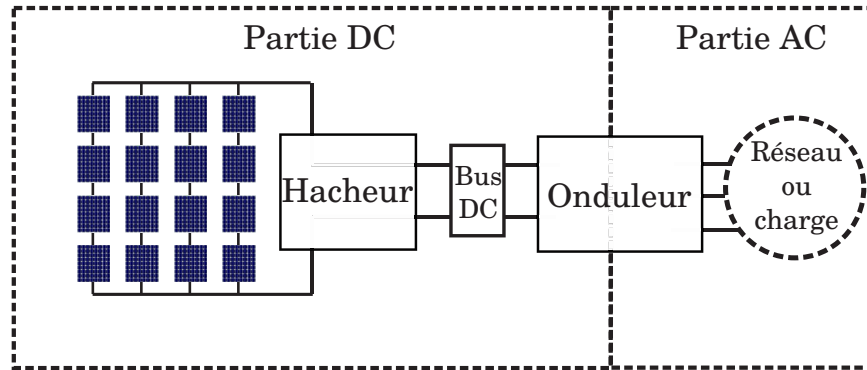 Partie DC
Partie AC
Hacheur
Bus
DC
Onduleur
Réseau
ou
charge